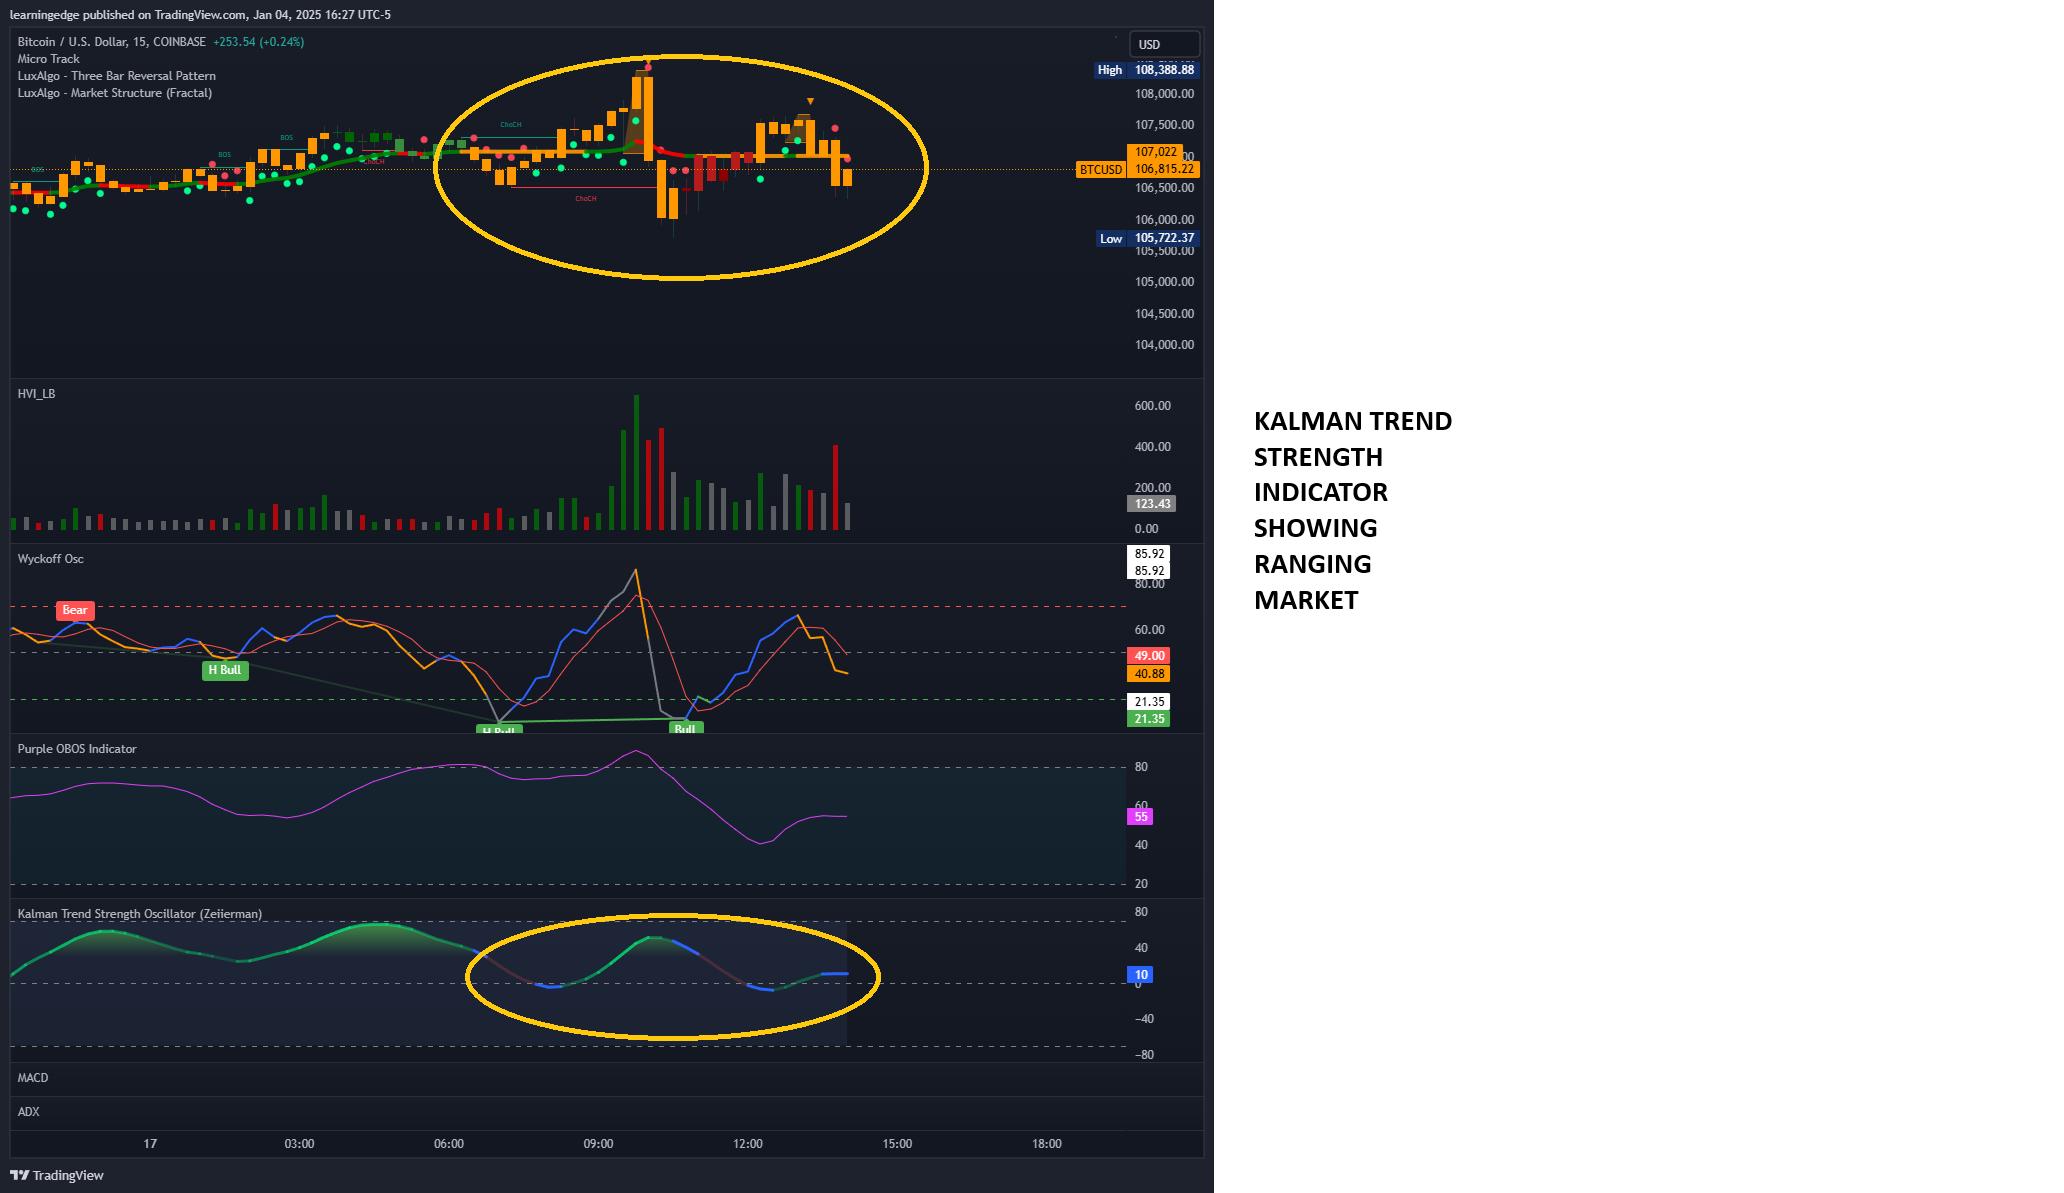 learningedge published on TradingView.com, Jan 04, 2025 16:27 UTC-5
Bitcoin / U.S. Dollar, 15, COINBASE +253.54 (+0.24%)
USD
Micro Track
LuxAlgo - Three Bar Reversal Pattern
LuxAlgo - Market Structure (Fractal)
High 108,388.88
108,000.00
107,500.00
107,022
BTCUSD 106,815.22
106,500.00
106,000.00
Low 105,722.37
105,500.00
105,000.00
104,500.00
104,000.00
BOS
BOS
BOS
ChoCH
ChoCH
ChoCH
HVI_LB
600.00
400.00
200.00
123.43
0.00
Wyckoff Osc
85.92
85.92
80.00
60.00
49.00
40.88
21.35
21.35
Bear
H Bull
H Bull
Bull
Purple OBOS Indicator
80
60
55
40
20
Kalman Trend Strength Oscillator (Zeiierman)
80
40
10
0
−40
−80
MACD
ADX
17 03:00 06:00 09:00 12:00 15:00 18:00
TradingView
KALMAN TREND
STRENGTH
INDICATOR
SHOWING
RANGING
MARKET